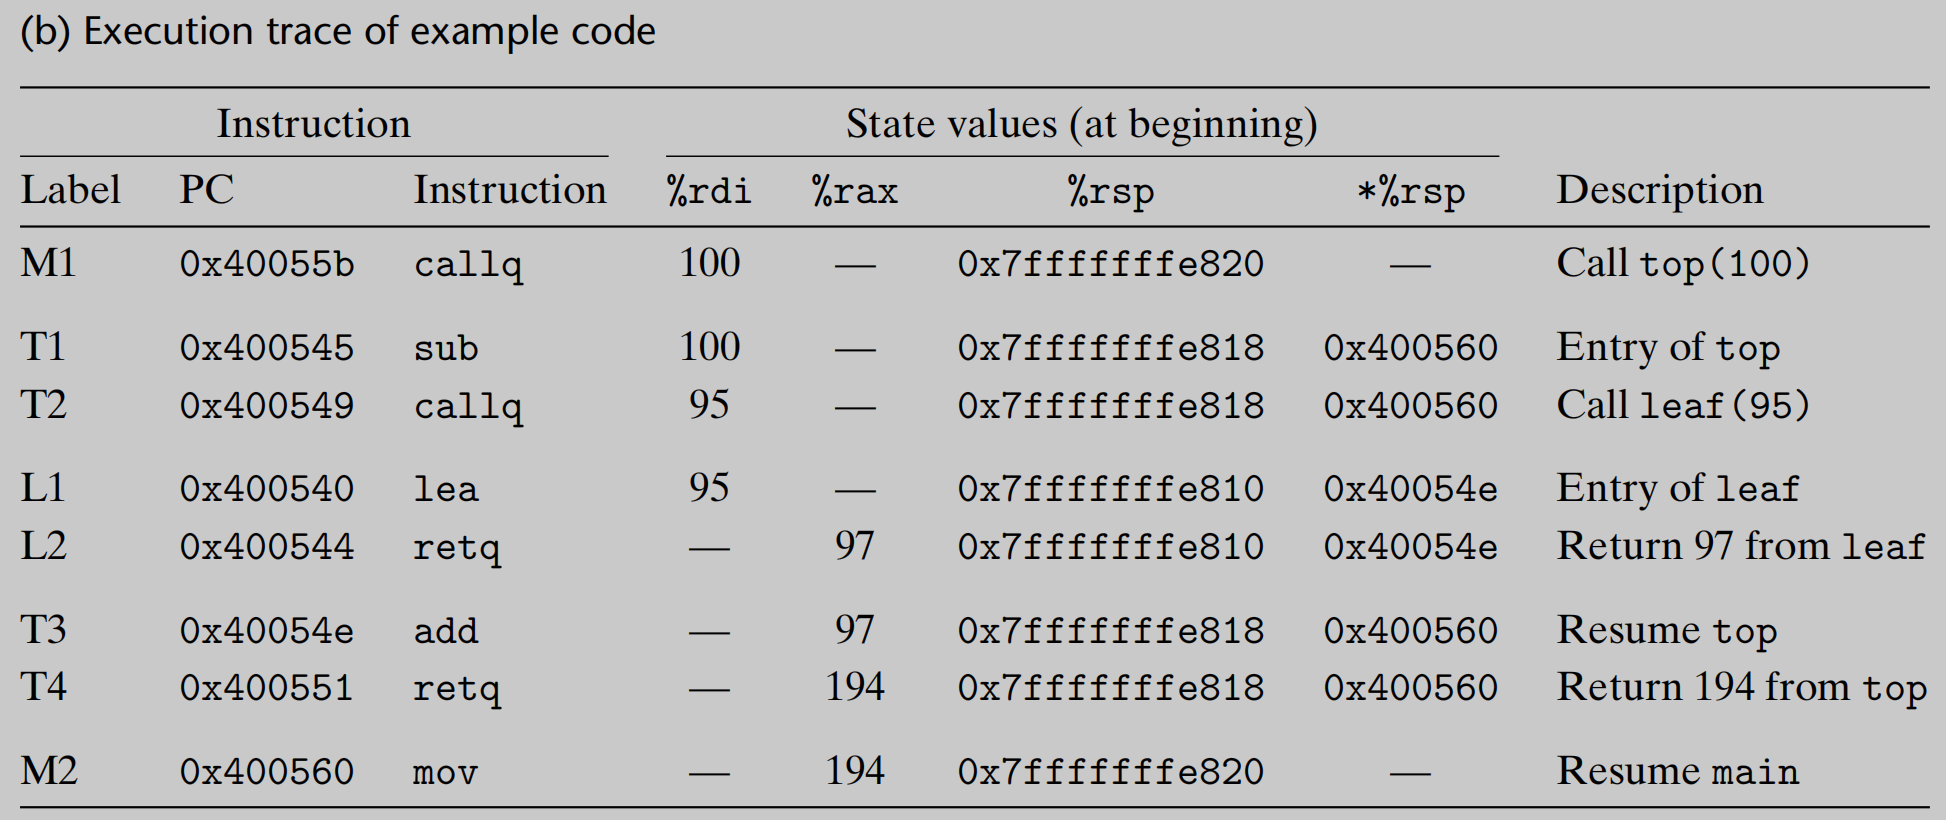 (b) Execution trace of example code
Instruction State values (at beginning)
Label PC Instruction %rdi %rax %rsp *%rsp Description
M1 0x40055b callq 100 — 0x7fffffffe820 — Call top(100)
T1 0x400545 sub 100 — 0x7fffffffe818 0x400560 Entry of top
T2 0x400549 callq 95 — 0x7fffffffe818 0x400560 Call leaf(95)
L1 0x400540 lea 95 — 0x7fffffffe810 0x40054e Entry of leaf
L2 0x400544 retq — 97 0x7fffffffe810 0x40054e Return 97 from leaf
T3 0x40054e add — 97 0x7fffffffe818 0x400560 Resume top
T4 0x400551 retq — 194 0x7fffffffe818 0x400560 Return 194 from top
M2 0x400560 mov — 194 0x7fffffffe820 — Resume main